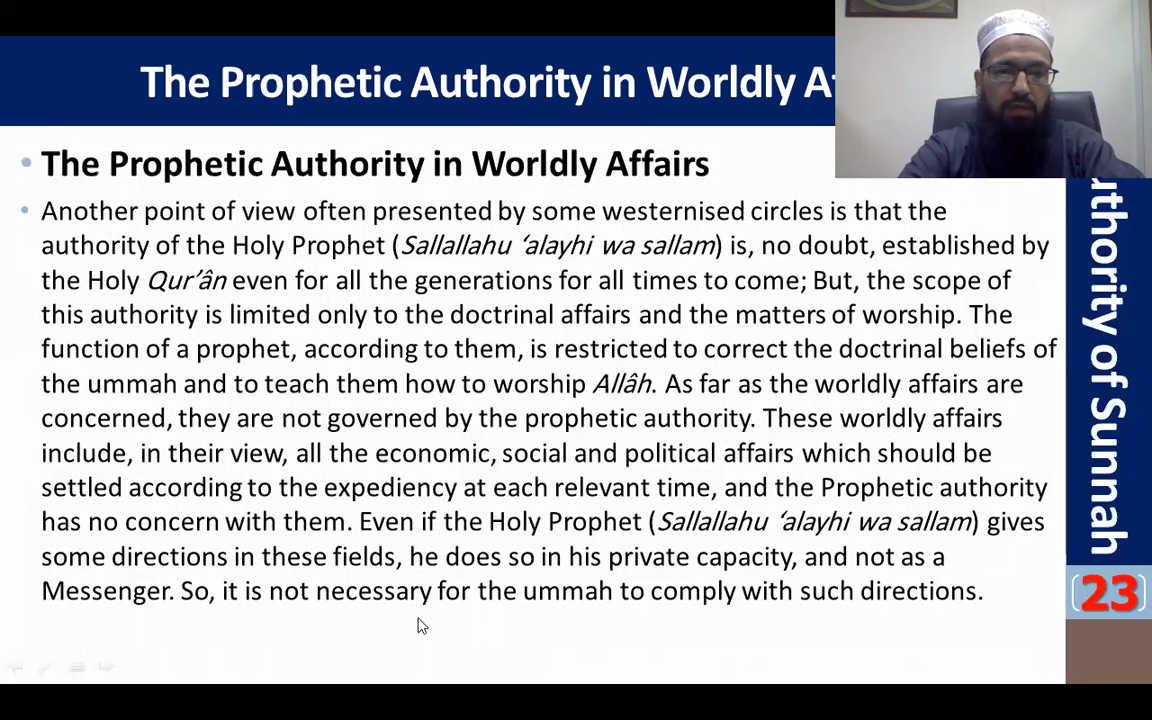 The Prophetic Authority in Worldly
• The Prophetic Authority in Worldly Affairs
• Another point of view often presented by some westernised circles is that the
authority of the Holy Prophet (Sallallahu ‘alayhi wa sallam) is, no doubt, established by
the Holy Qur’ân even for all the generations for all times to come; But, the scope of
this authority is limited only to the doctrinal affairs and the matters of worship. The
function of a prophet, according to them, is restricted to correct the doctrinal beliefs of
the ummah and to teach them how to worship Allâh. As far as the worldly affairs are
concerned, they are not governed by the prophetic authority. These worldly affairs
include, in their view, all the economic, social and political affairs which should be
settled according to the expediency at each relevant time, and the Prophetic authority
has no concern with them. Even if the Holy Prophet (Sallallahu ‘alayhi wa sallam) gives
some directions in these fields, he does so in his private capacity, and not as a
Messenger. So, it is not necessary for the ummah to comply with such directions.
uthority of Sunnah
23